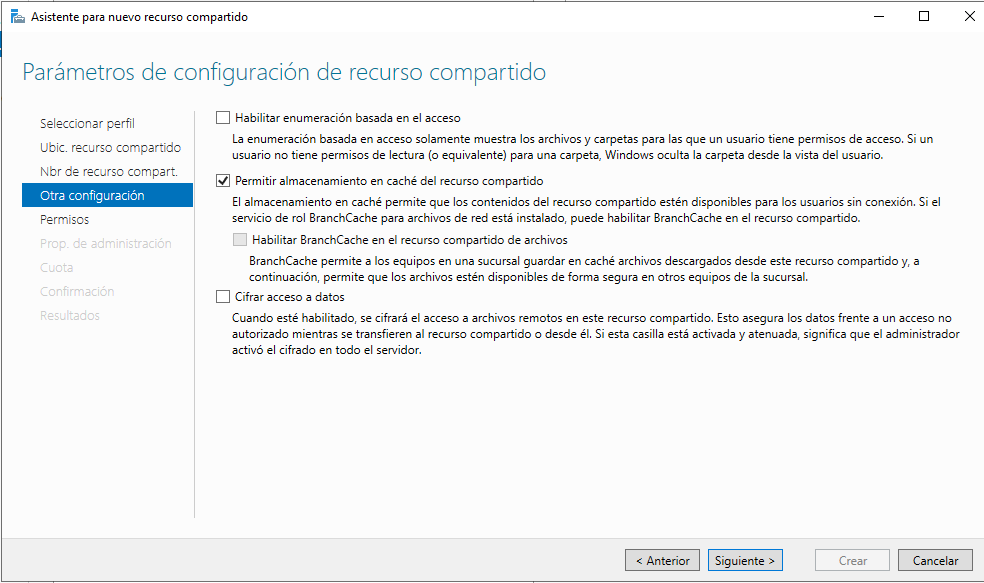 Asistente para nuevo recurso compartido
Parámetros de configuración de recurso compartido
Seleccionar perfil
Ubic. recurso compartido
Nbr de recurso compart.
Otra configuración
Permisos
Prop. de administración
Cuota
Confirmación
Resultados
Habilitar enumeración basada en el acceso
La enumeración basada en acceso solamente muestra los archivos y carpetas para las que un usuario tiene permisos de acceso. Si un
usuario no tiene permisos de lectura (o equivalente) para una carpeta, Windows oculta la carpeta desde la vista del usuario.
Permitir almacenamiento en caché del recurso compartido
El almacenamiento en caché permite que los contenidos del recurso compartido estén disponibles para los usuarios sin conexión. Si el
servicio de rol BranchCache para archivos de red está instalado, puede habilitar BranchCache en el recurso compartido.
Habilitar BranchCache en el recurso compartido de archivos
BranchCache permite a los equipos en una sucursal guardar en caché archivos descargados desde este recurso compartido y, a
continuación, permite que los archivos estén disponibles de forma segura en otros equipos de la sucursal.
Cifrar acceso a datos
Cuando esté habilitado, se cifrará el acceso a archivos remotos en este recurso compartido. Esto asegura los datos frente a un acceso no
autorizado mientras se transfieren al recurso compartido o desde él. Si esta casilla está activada y atenuada, significa que el administrador
activó el cifrado en todo el servidor.
< Anterior
Siguiente >
Crear
Cancelar